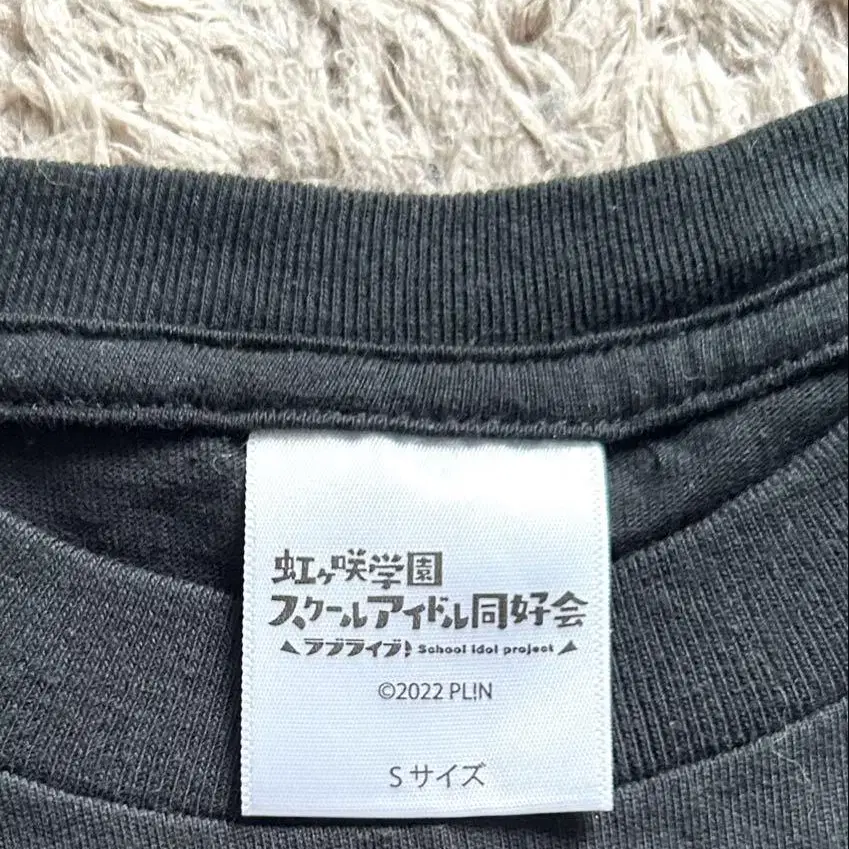 虹ヶ咲学園
スクールアイドル同好会
ラブライブ! School idol project
©2022 PL!N
Sサイズ